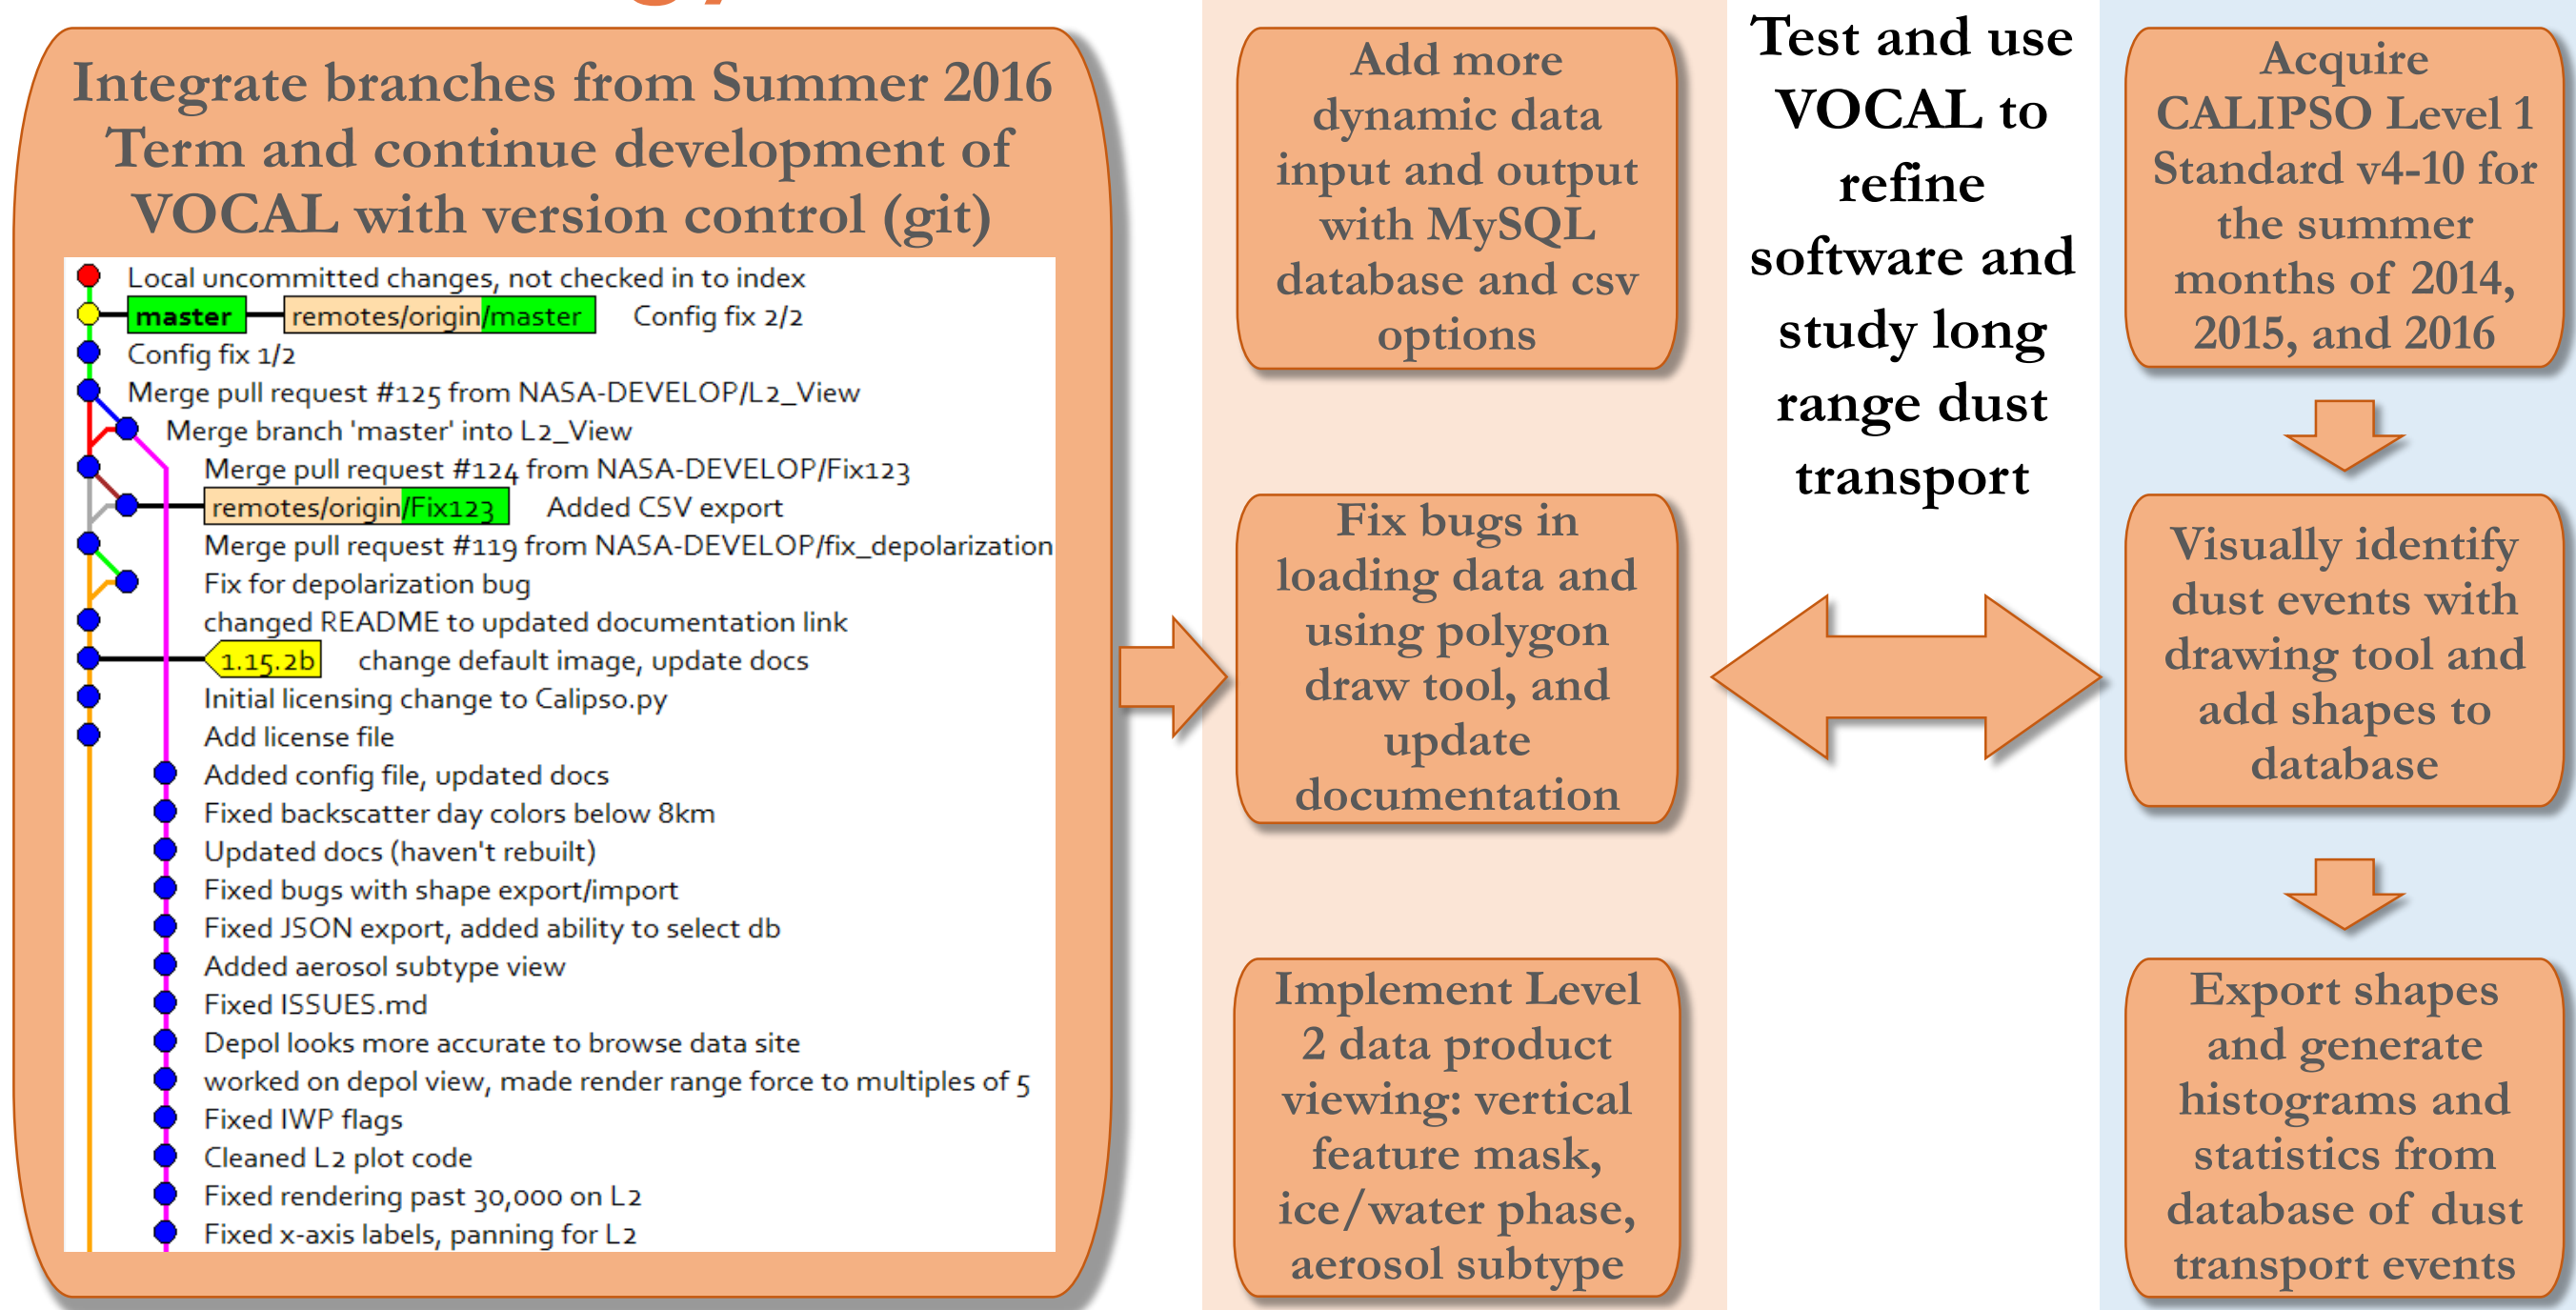 Integrate branches from Summer 2016
Term and continue development of
VOCAL with version control (git)
Local uncommitted changes, not checked in to index
master remotes/origin/master Config fix 2/2
Config fix 1/2
Merge pull request #125 from NASA-DEVELOP/L2_View
Merge branch 'master' into L2_View
Merge pull request #124 from NASA-DEVELOP/Fix123
remotes/origin/Fix123 Added CSV export
Merge pull request #119 from NASA-DEVELOP/fix_depolarization
Fix for depolarization bug
changed README to updated documentation link
1.15.2b change default image, update docs
Initial licensing change to Calipso.py
Add license file
Added config file, updated docs
Fixed backscatter day colors below 8km
Updated docs (haven't rebuilt)
Fixed bugs with shape export/import
Fixed JSON export, added ability to select db
Added aerosol subtype view
Fixed ISSUES.md
Depol looks more accurate to browse data site
worked on depol view, made render range force to multiples of 5
Fixed IWP flags
Cleaned L2 plot code
Fixed rendering past 30,000 on L2
Fixed x-axis labels, panning for L2
Add more
dynamic data
input and output
with MySQL
database and csv
options
Fix bugs in
loading data and
using polygon
draw tool, and
update
documentation
Implement Level
2 data product
viewing: vertical
feature mask,
ice/water phase,
aerosol subtype
Test and use
VOCAL to
refine
software and
study long
range dust
transport
Acquire
CALIPSO Level 1
Standard v4-10 for
the summer
months of 2014,
2015, and 2016
Visually identify
dust events with
drawing tool and
add shapes to
database
Export shapes
and generate
histograms and
statistics from
database of dust
transport events